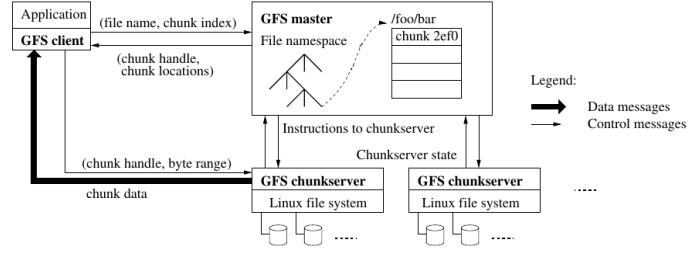 Application
GFS client
(file name, chunk index)
(chunk handle,
chunk locations)
GFS master
File namespace
/foo/bar
chunk 2ef0
Legend:
Data messages
Control messages
Instructions to chunkserver
Chunkserver state
(chunk handle, byte range)
chunk data
GFS chunkserver
Linux file system
GFS chunkserver
Linux file system